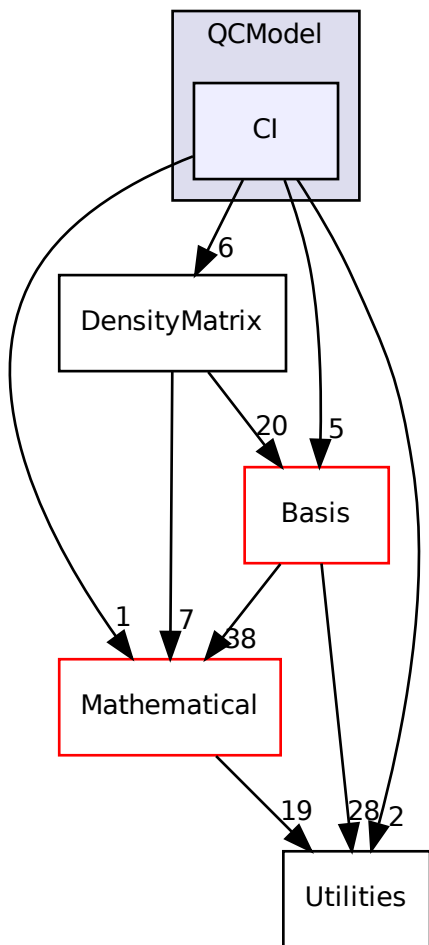 QCModel
CI
6
DensityMatrix
20
5
Basis
1
7
38
Mathematical
19
28
2
Utilities